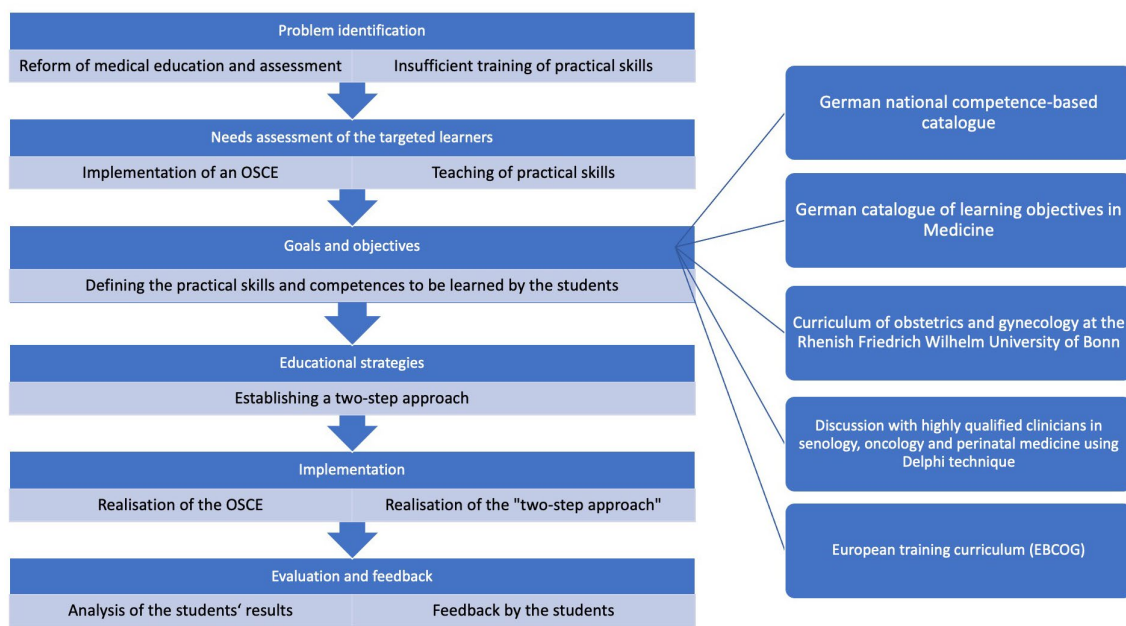 Problem identification
Reform of medical education and assessment
Insufficient training of practical skills
Needs assessment of the targeted learners
Implementation of an OSCE
Teaching of practical skills
Goals and objectives
Defining the practical skills and competences to be learned by the students
Educational strategies
Establishing a two-step approach
Implementation
Realisation of the OSCE
Realisation of the "two-step approach"
Evaluation and feedback
Analysis of the students‘ results
Feedback by the students
German national competence-based
catalogue
German catalogue of learning objectives in
Medicine
Curriculum of obstetrics and gynecology at the
Rhenish Friedrich Wilhelm University of Bonn
Discussion with highly qualified clinicians in
senology, oncology and perinatal medicine using
Delphi technique
European training curriculum (EBCOG)